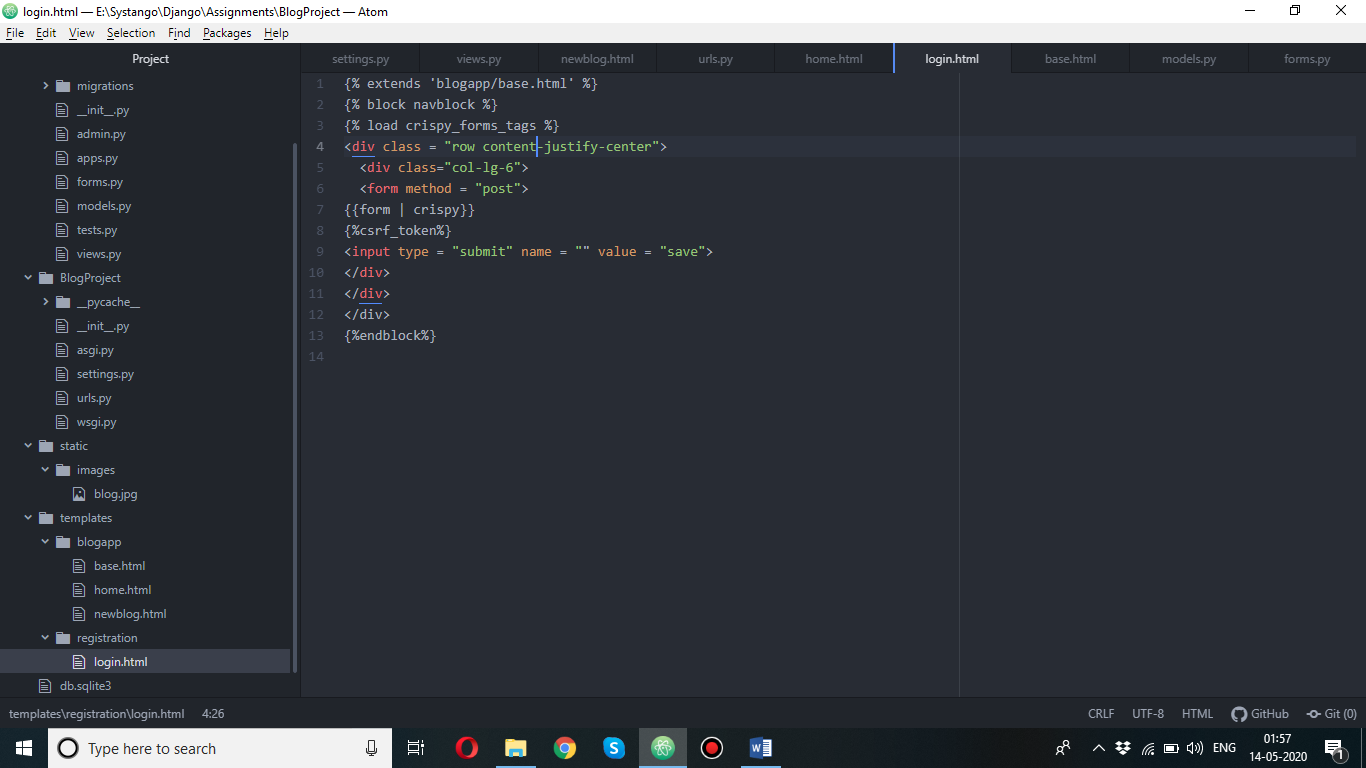 login.html — E:\Systango\Django\Assignments\BlogProject — Atom
File Edit View Selection Find Packages Help
Project
migrations
__init__.py
admin.py
apps.py
forms.py
models.py
tests.py
views.py
BlogProject
__pycache__
__init__.py
asgi.py
settings.py
urls.py
wsgi.py
static
images
blog.jpg
templates
blogapp
base.html
home.html
newblog.html
registration
login.html
db.sqlite3
settings.py views.py newblog.html urls.py home.html login.html base.html models.py forms.py
1 {% extends 'blogapp/base.html' %}
2 {% block navblock %}
3 {% load crispy_forms_tags %}
4 <div class = "row content-justify-center">
5   <div class="col-lg-6">
6   <form method = "post">
7 {{form | crispy}}
8 {%csrf_token%}
9 <input type = "submit" name = "" value = "save">
10 </div>
11 </div>
12 </div>
13 {%endblock%}
14
templates\registration\login.html 4:26 CRLF UTF-8 HTML GitHub Git (0)
Type here to search
ENG
01:57
14-05-2020
1